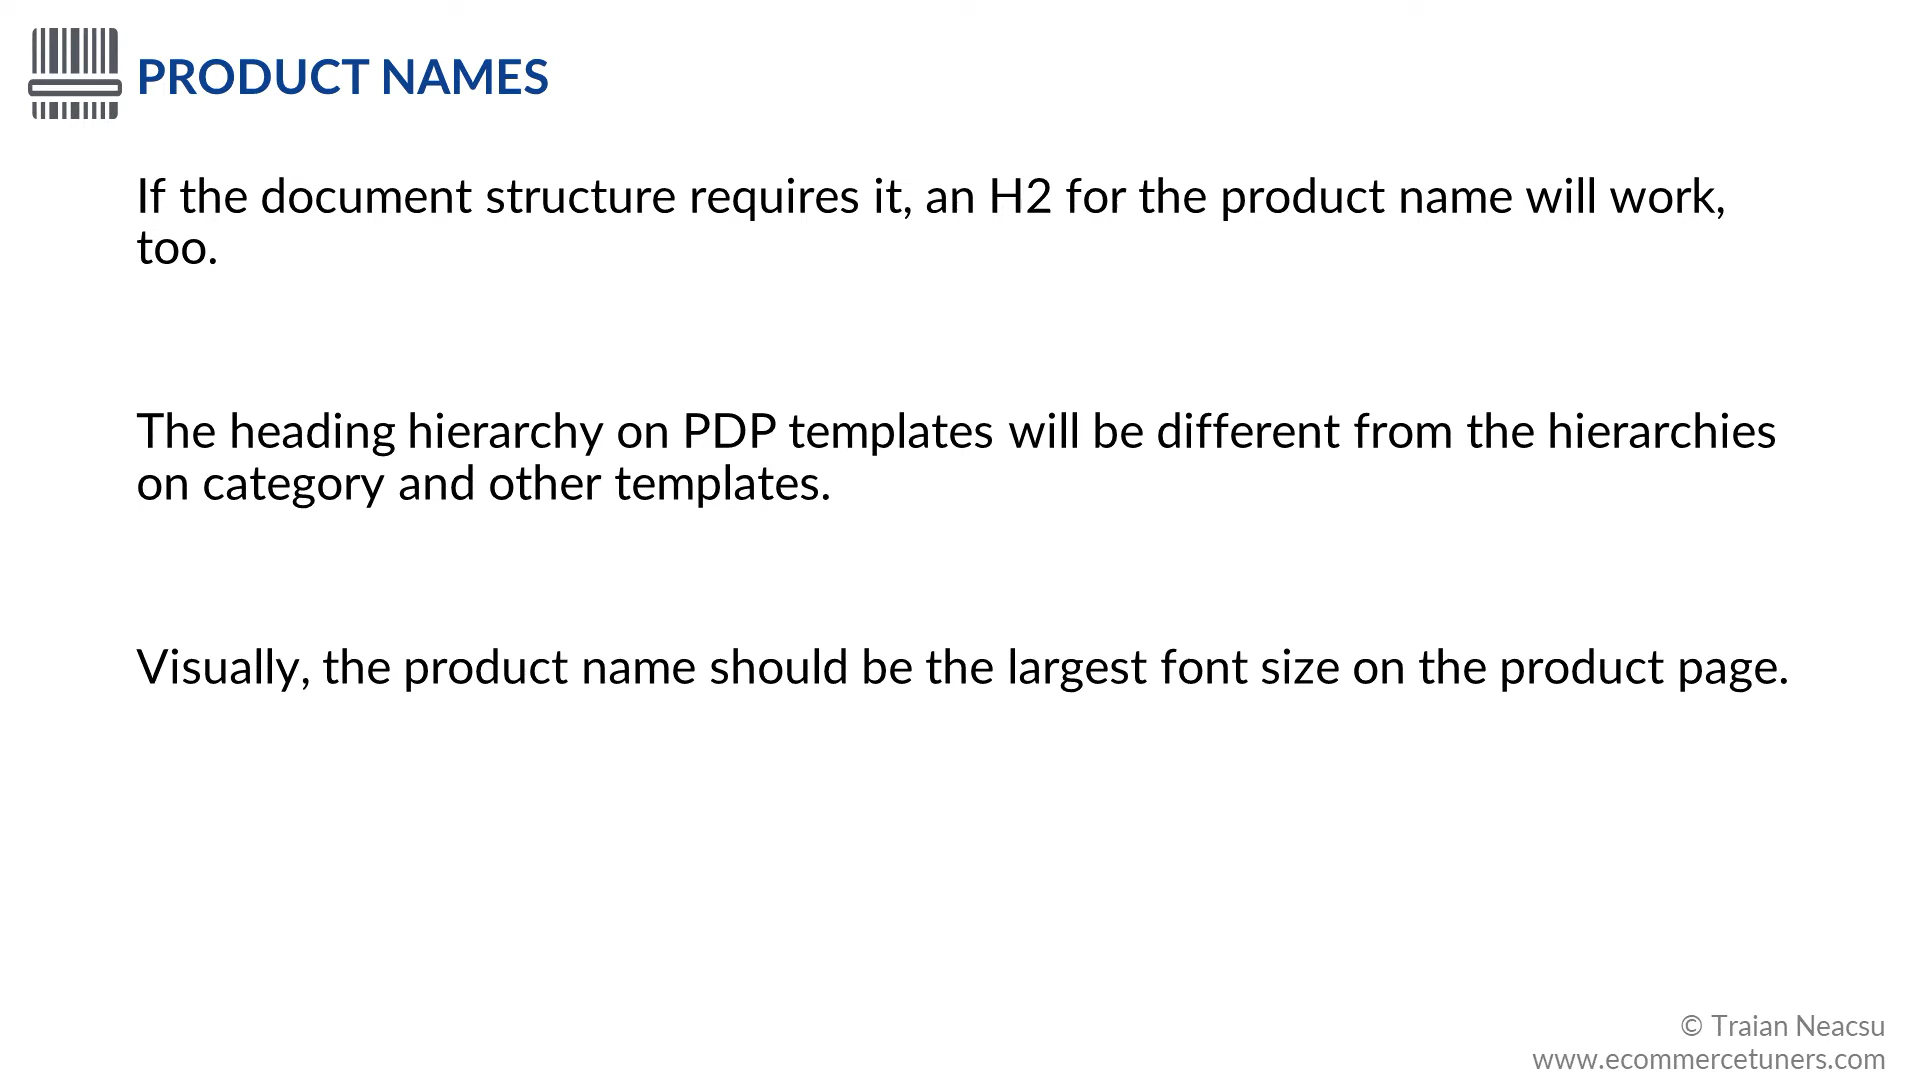 PRODUCT NAMES
If the document structure requires it, an H2 for the product name will work,
too.
The heading hierarchy on PDP templates will be different from the hierarchies
on category and other templates.
Visually, the product name should be the largest font size on the product page.
© Traian Neacsu
www.ecommercetuners.com